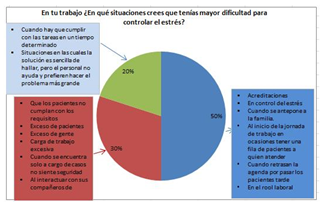 En tu trabajo ¿En qué situaciones crees que tenías mayor dificultad para
controlar el estrés?
Cuando hay que cumplir
con las tareas en un tiempo
determinado
Situaciones en las cuales la
solución es sencilla de
hallar, pero el personal no
ayuda y prefieren hacer el
problema más grande
20%
50%
30%
Que los pacientes no
cumplan con los
requisitos
Escaso de pacientes
Escaso de gente
Carga de trabajo
excesiva
Cuando se encuentra
solo a cargo de casos
no siente seguridad
Al interactuar con sus
compañeros de
Acreditaciones
En control del estrés
Cuando se antepone a
la familia.
Al inicio de la jornada
de trabajo en
ocasiones tener una
fila de pacientes a
quien atender
Cuando retrasan la
agenda por pasar los
pacientes tarde
En el rool laboral